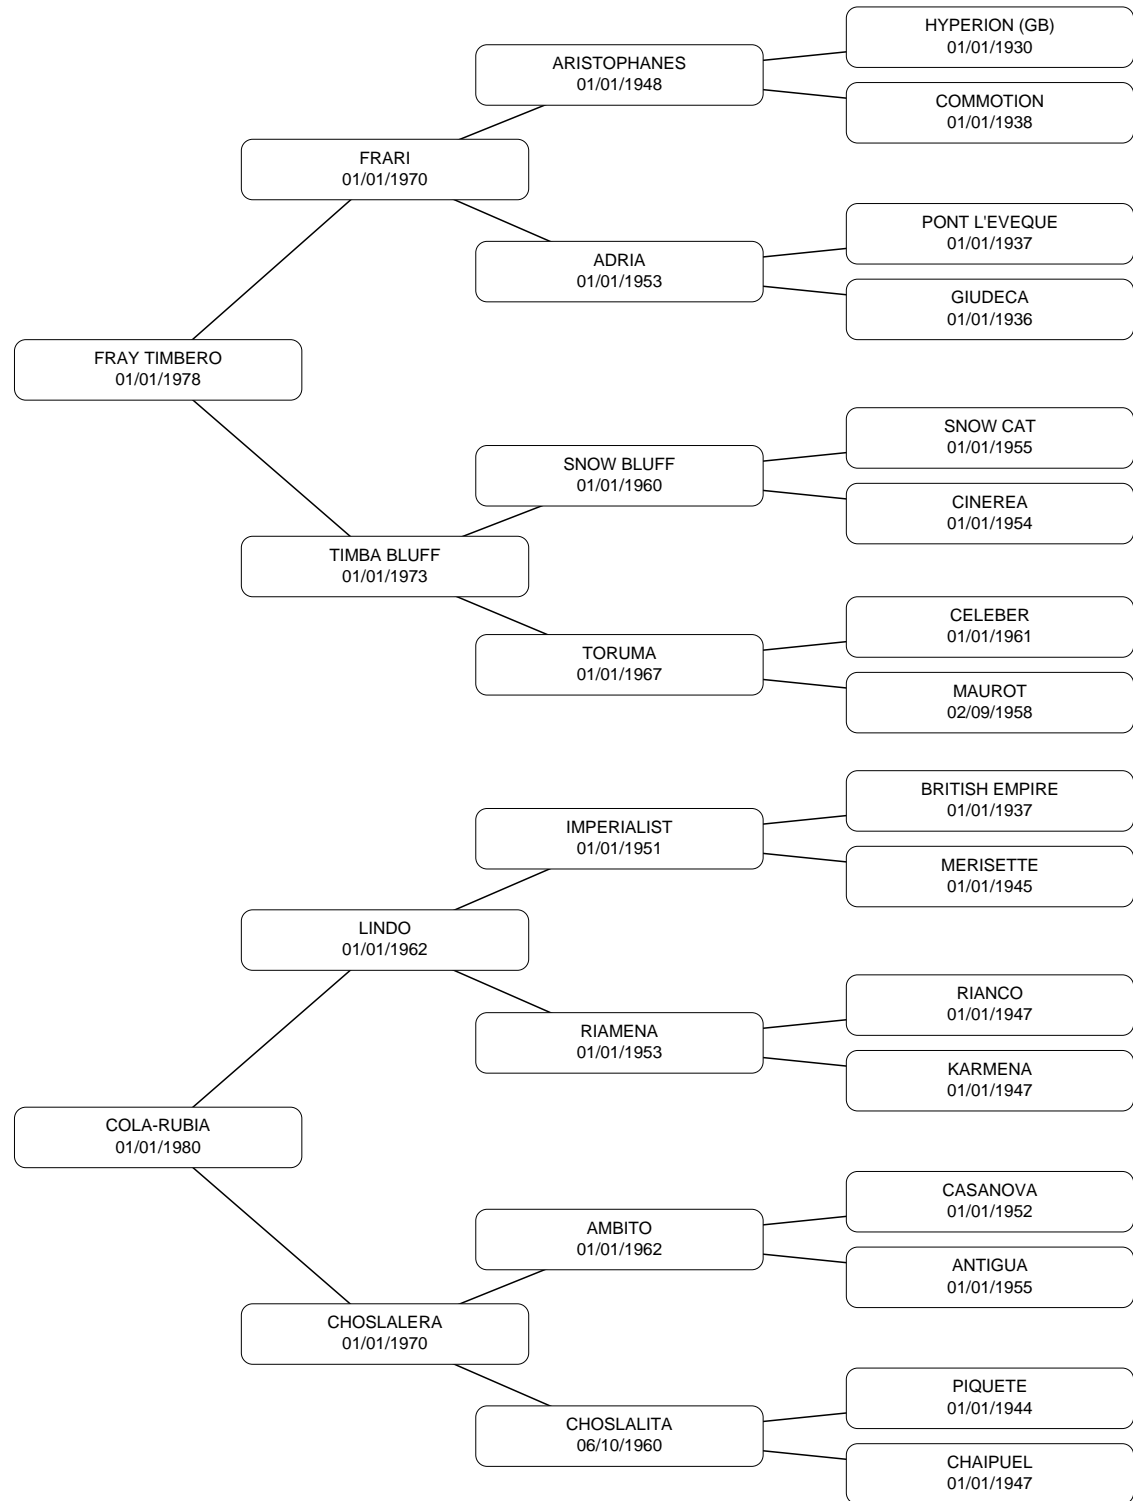 HYPERION (GB)
01/01/1930
ARISTOPHANES
01/01/1948
COMMOTION
01/01/1938
FRARI
01/01/1970
PONT L'EVEQUE
01/01/1937
ADRIA
01/01/1953
GIUDECA
01/01/1936
FRAY TIMBERO
01/01/1978
SNOW CAT
01/01/1955
SNOW BLUFF
01/01/1960
CINEREA
01/01/1954
TIMBA BLUFF
01/01/1973
CELEBER
01/01/1961
TORUMA
01/01/1967
MAUROT
02/09/1958
BRITISH EMPIRE
01/01/1937
IMPERIALIST
01/01/1951
MERISETTE
01/01/1945
LINDO
01/01/1962
RIANCO
01/01/1947
RIAMENA
01/01/1953
KARMENA
01/01/1947
COLA-RUBIA
01/01/1980
CASANOVA
01/01/1952
AMBITO
01/01/1962
ANTIGUA
01/01/1955
CHOSLALERA
01/01/1970
PIQUETE
01/01/1944
CHOSLALITA
06/10/1960
CHAIPUEL
01/01/1947